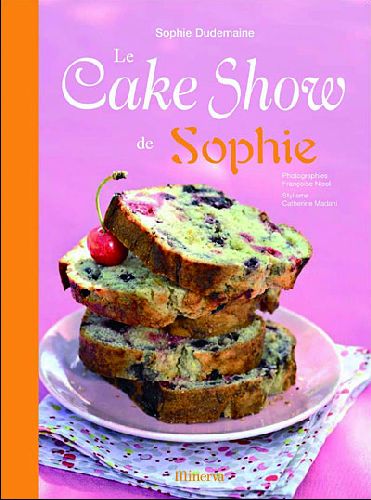 Sophie Dudemaine
Le
Cake Show
de Sophie
Photographies
Françoise Nicol
Stylisme
Catherine Madani
Minerva